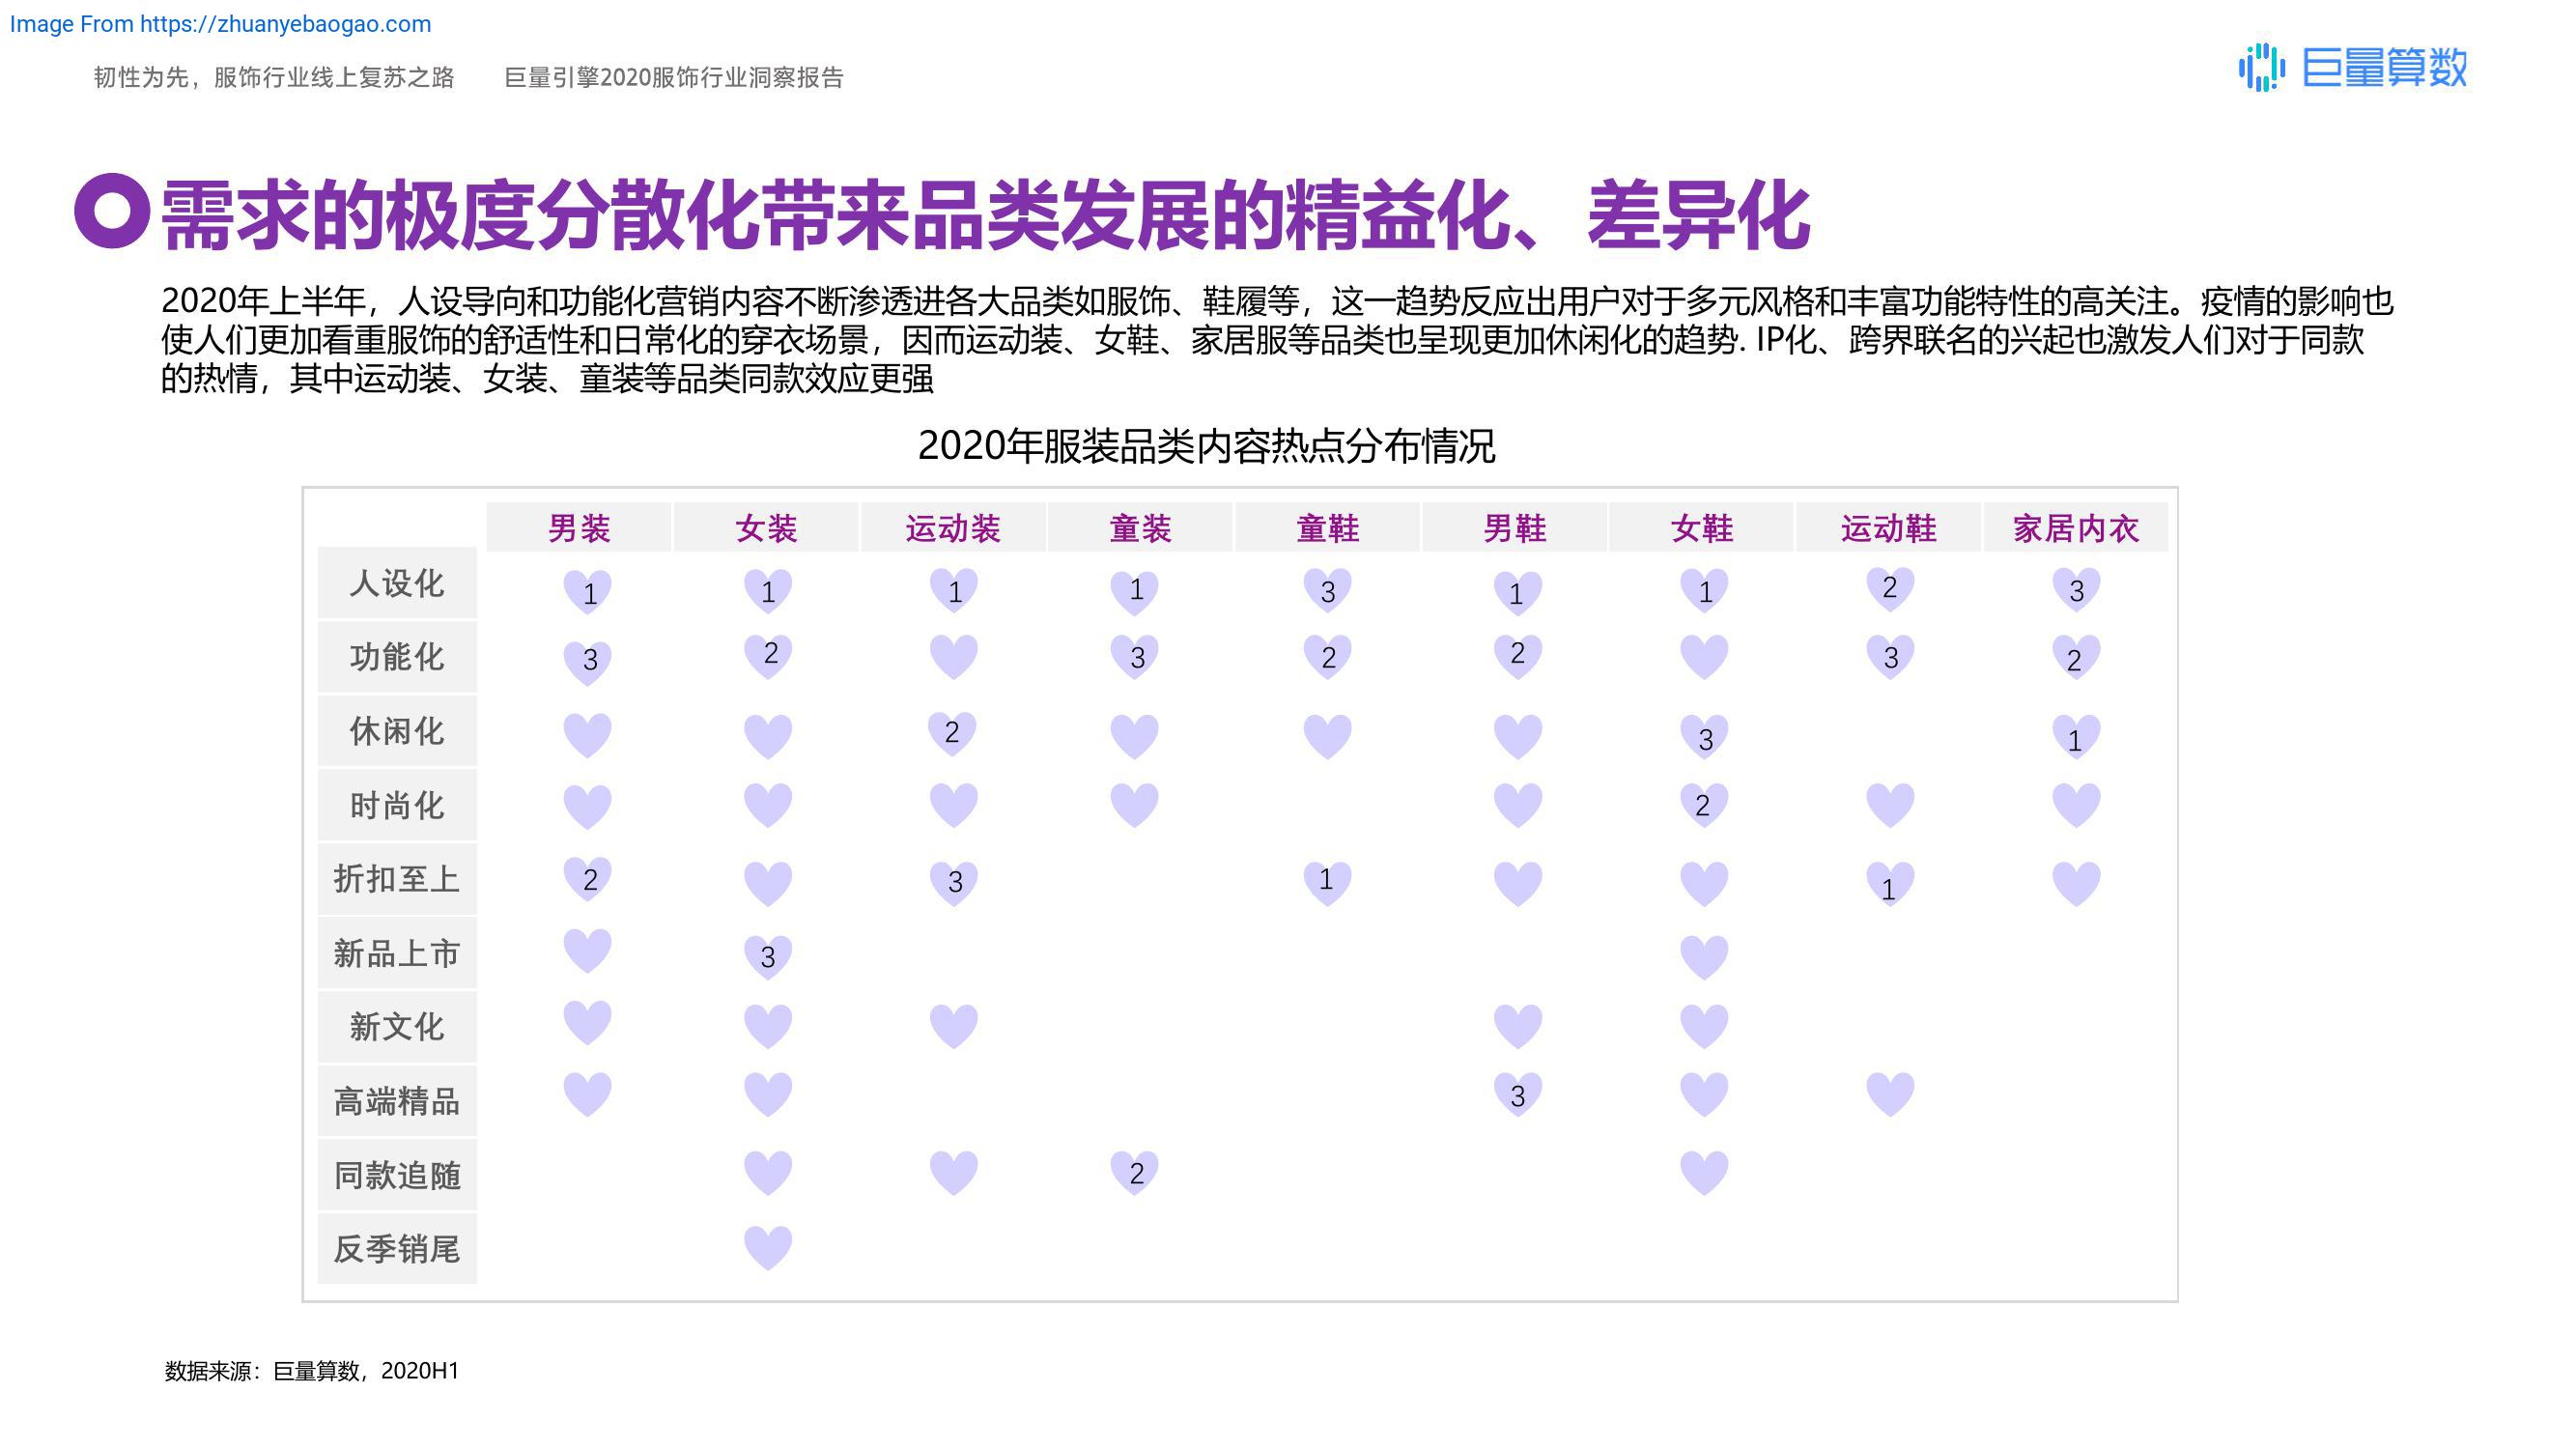 Image From https://zhuanyebaogao.com
韧性为先，服饰行业线上复苏之路 巨量引擎2020服饰行业洞察报告
巨量算数
需求的极度分散化带来品类发展的精益化、差异化
2020年上半年，人设导向和功能化营销内容不断渗透进各大品类如服饰、鞋履等，这一趋势反应出用户对于多元风格和丰富功能特性的高关注。疫情的影响也
使人们更加看重服饰的舒适性和日常化的穿衣场景，因而运动装、女鞋、家居服等品类也呈现更加休闲化的趋势. IP化、跨界联名的兴起也激发人们对于同款
的热情，其中运动装、女装、童装等品类同款效应更强
2020年服装品类内容热点分布情况
男装 女装 运动装 童装 童鞋 男鞋 女鞋 运动鞋 家居内衣
人设化 1 1 1 1 3 1 1 2 3
功能化 3 2 3 2 2 3 2
休闲化 2 3 1
时尚化 2
折扣至上 2 3 1 1
新品上市 3
新文化
高端精品 3
同款追随 2
反季销尾
数据来源：巨量算数，2020H1